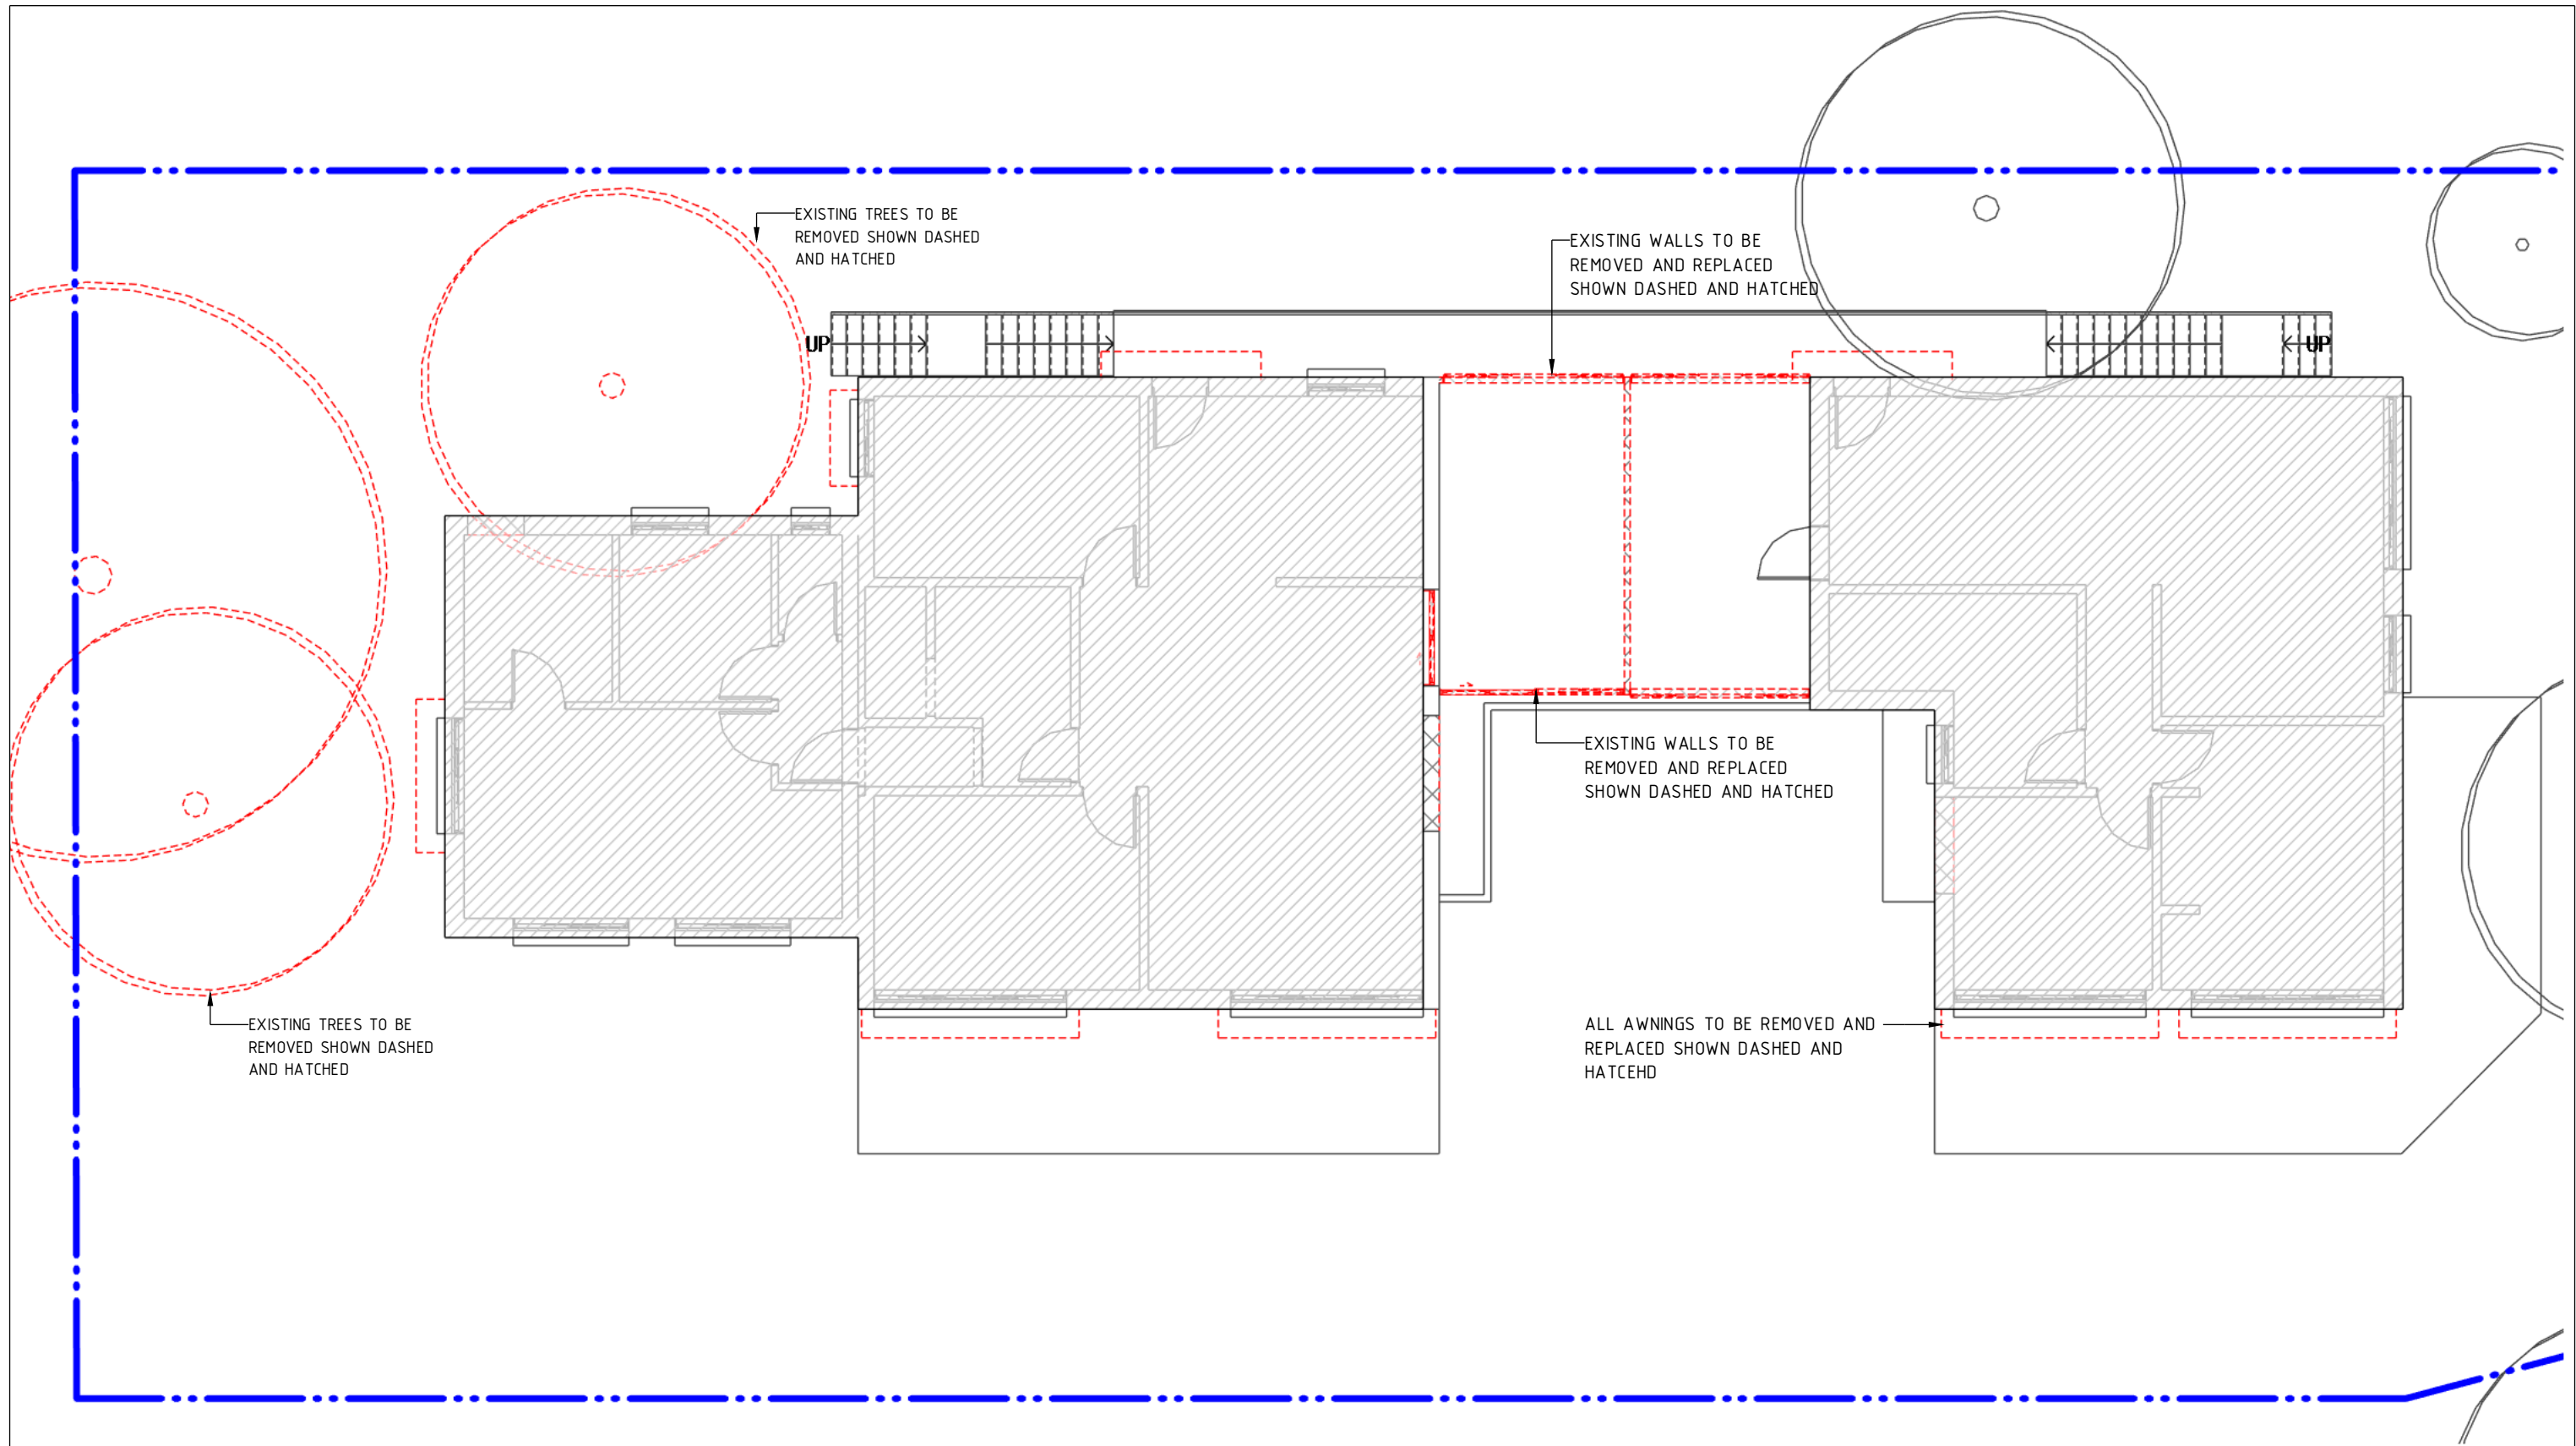 EXISTING TREES TO BE
REMOVED SHOWN DASHED
AND HATCHED
EXISTING WALLS TO BE
REMOVED AND REPLACED
SHOWN DASHED AND HATCHED
UP
UP
EXISTING WALLS TO BE
REMOVED AND REPLACED
SHOWN DASHED AND HATCHED
EXISTING TREES TO BE
REMOVED SHOWN DASHED
AND HATCHED
ALL AWNINGS TO BE REMOVED AND
REPLACED SHOWN DASHED AND
HATCEHD